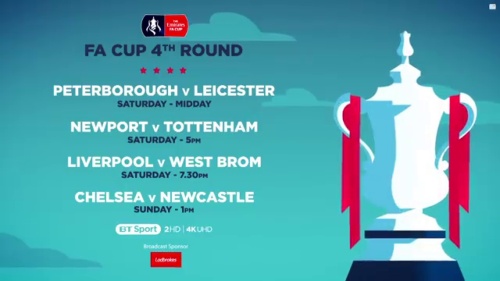 The Emirates
FA CUP
FA CUP 4TH ROUND
PETERBOROUGH v LEICESTER
SATURDAY - MIDDAY
NEWPORT v TOTTENHAM
SATURDAY - 5PM
LIVERPOOL v WEST BROM
SATURDAY - 7.30PM
CHELSEA v NEWCASTLE
SUNDAY - 1PM
BT Sport 2HD | 4K UHD
Broadcast Sponsor
Ladbrokes